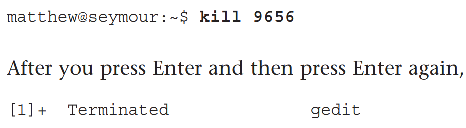 matthew@seymour:~$ kill 9656
After you press Enter and then press Enter again,
[1]+  Terminated              gedit